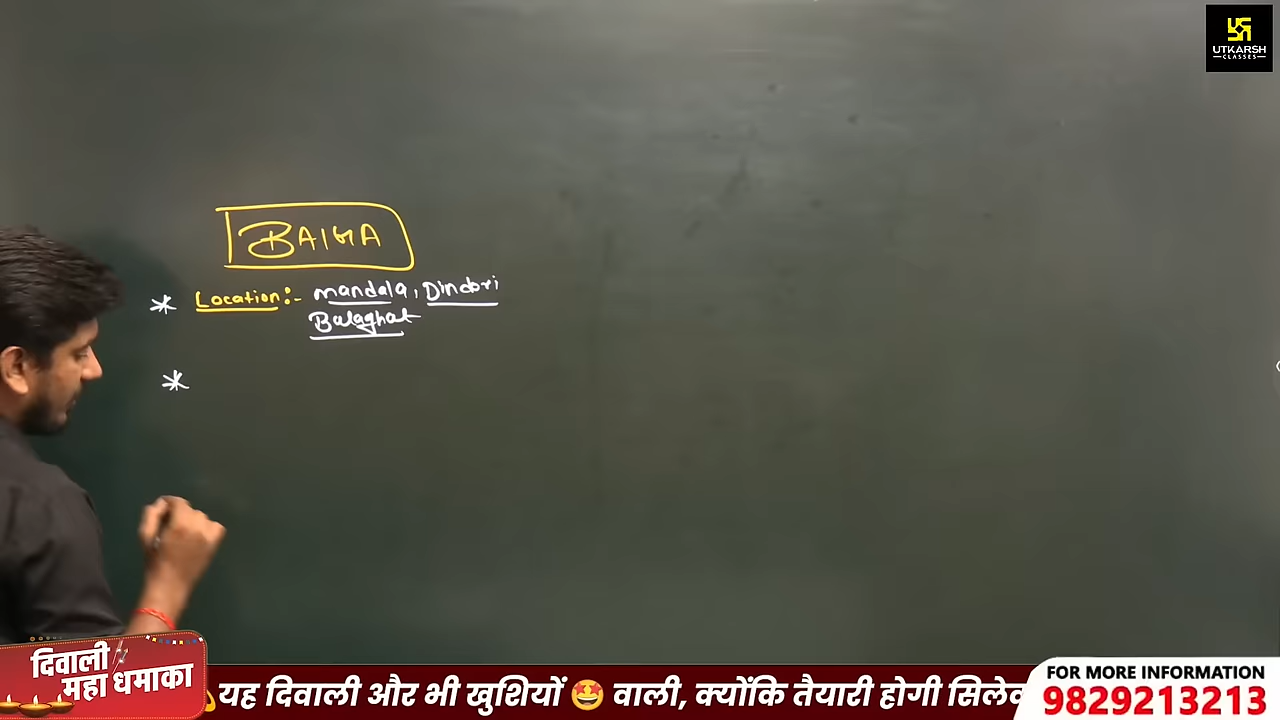 UTKARSH
CLASSES
BAIGA
* Location:- mandala, Dindori
Balaghat
*
दिवाली
महा धमाका
यह दिवाली और भी खुशियों 🤩 वाली, क्योंकि तैयारी होगी
FOR MORE INFORMATION
9829213213